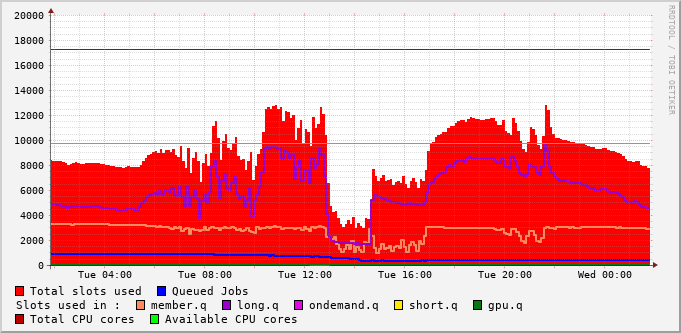 20000
18000
16000
14000
12000
10000
8000
6000
4000
2000
0
Tue 04:00 Tue 08:00 Tue 12:00 Tue 16:00 Tue 20:00 Wed 00:00
RRDTOOL / TOBI OETIKER
Total slots used Queued Jobs
Slots used in : member.q long.q ondemand.q short.q gpu.q
Total CPU cores Available CPU cores